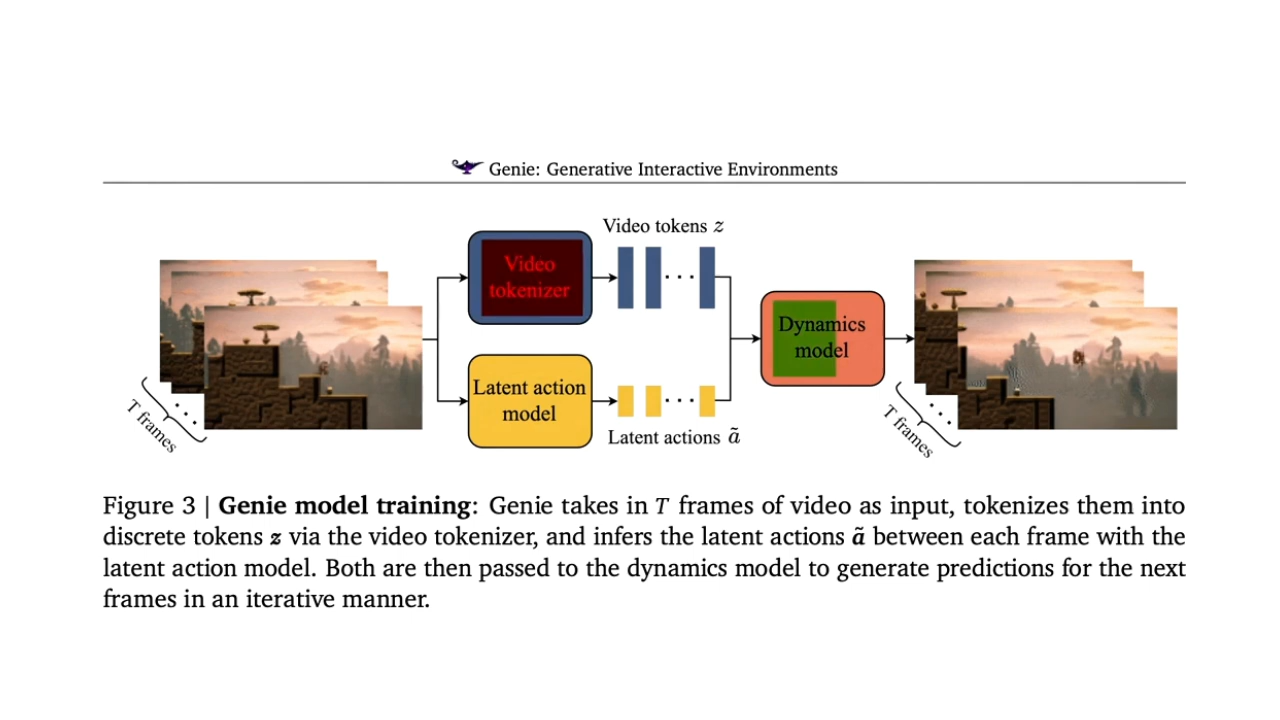 Genie: Generative Interactive Environments
Video tokens z
Video
tokenizer
Dynamics
model
Latent action
model
Latent actions ã
T frames
T frames
Figure 3 | Genie model training: Genie takes in T frames of video as input, tokenizes them into
discrete tokens z via the video tokenizer, and infers the latent actions ã between each frame with the
latent action model. Both are then passed to the dynamics model to generate predictions for the next
frames in an iterative manner.